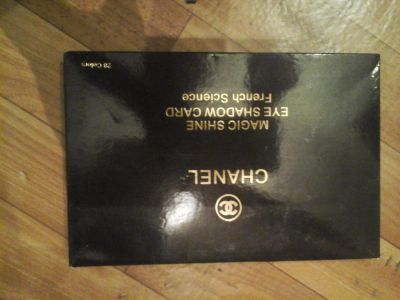 CHANEL
MAGIC SHINE
EYE SHADOW CARD
French Science
28 Colors